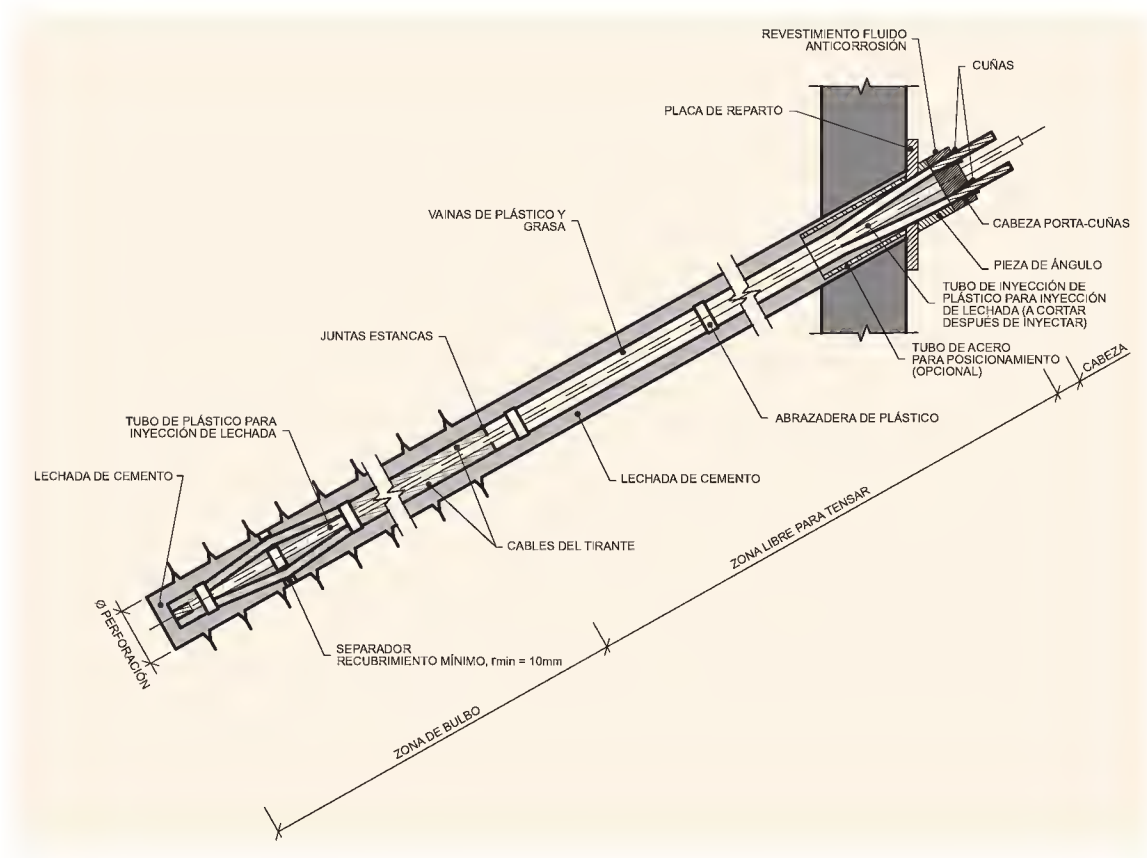 REVESTIMIENTO FLUIDO
ANTICORROSIÓN
CUÑAS
PLACA DE REPARTO
VAINAS DE PLÁSTICO Y
GRASA
CABEZA PORTA-CUÑAS
PIEZA DE ÁNGULO
TUBO DE INYECCIÓN DE
PLÁSTICO PARA INYECCIÓN
DE LECHADA (A CORTAR
DESPUÉS DE INYECTAR)
JUNTAS ESTANCAS
TUBO DE ACERO
PARA POSICIONAMIENTO
(OPCIONAL)
CABEZA
TUBO DE PLÁSTICO PARA
INYECCIÓN DE LECHADA
ABRAZADERA DE PLÁSTICO
LECHADA DE CEMENTO
LECHADA DE CEMENTO
ZONA LIBRE PARA TENSAR
CABLES DEL TIRANTE
Ø PERFORACIÓN
SEPARADOR
RECUBRIMIENTO MÍNIMO, rmin = 10mm
ZONA DE BULBO